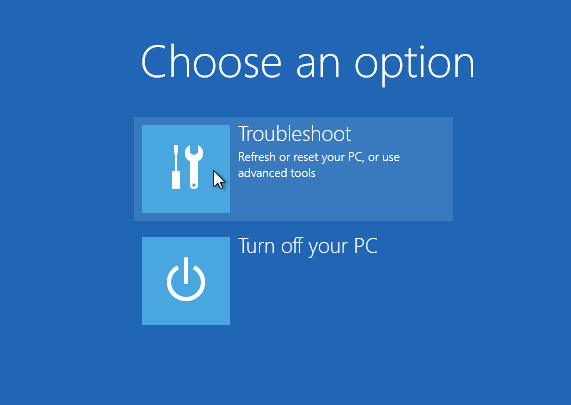 Choose an option
Troubleshoot
Refresh or reset your PC, or use
advanced tools
Turn off your PC